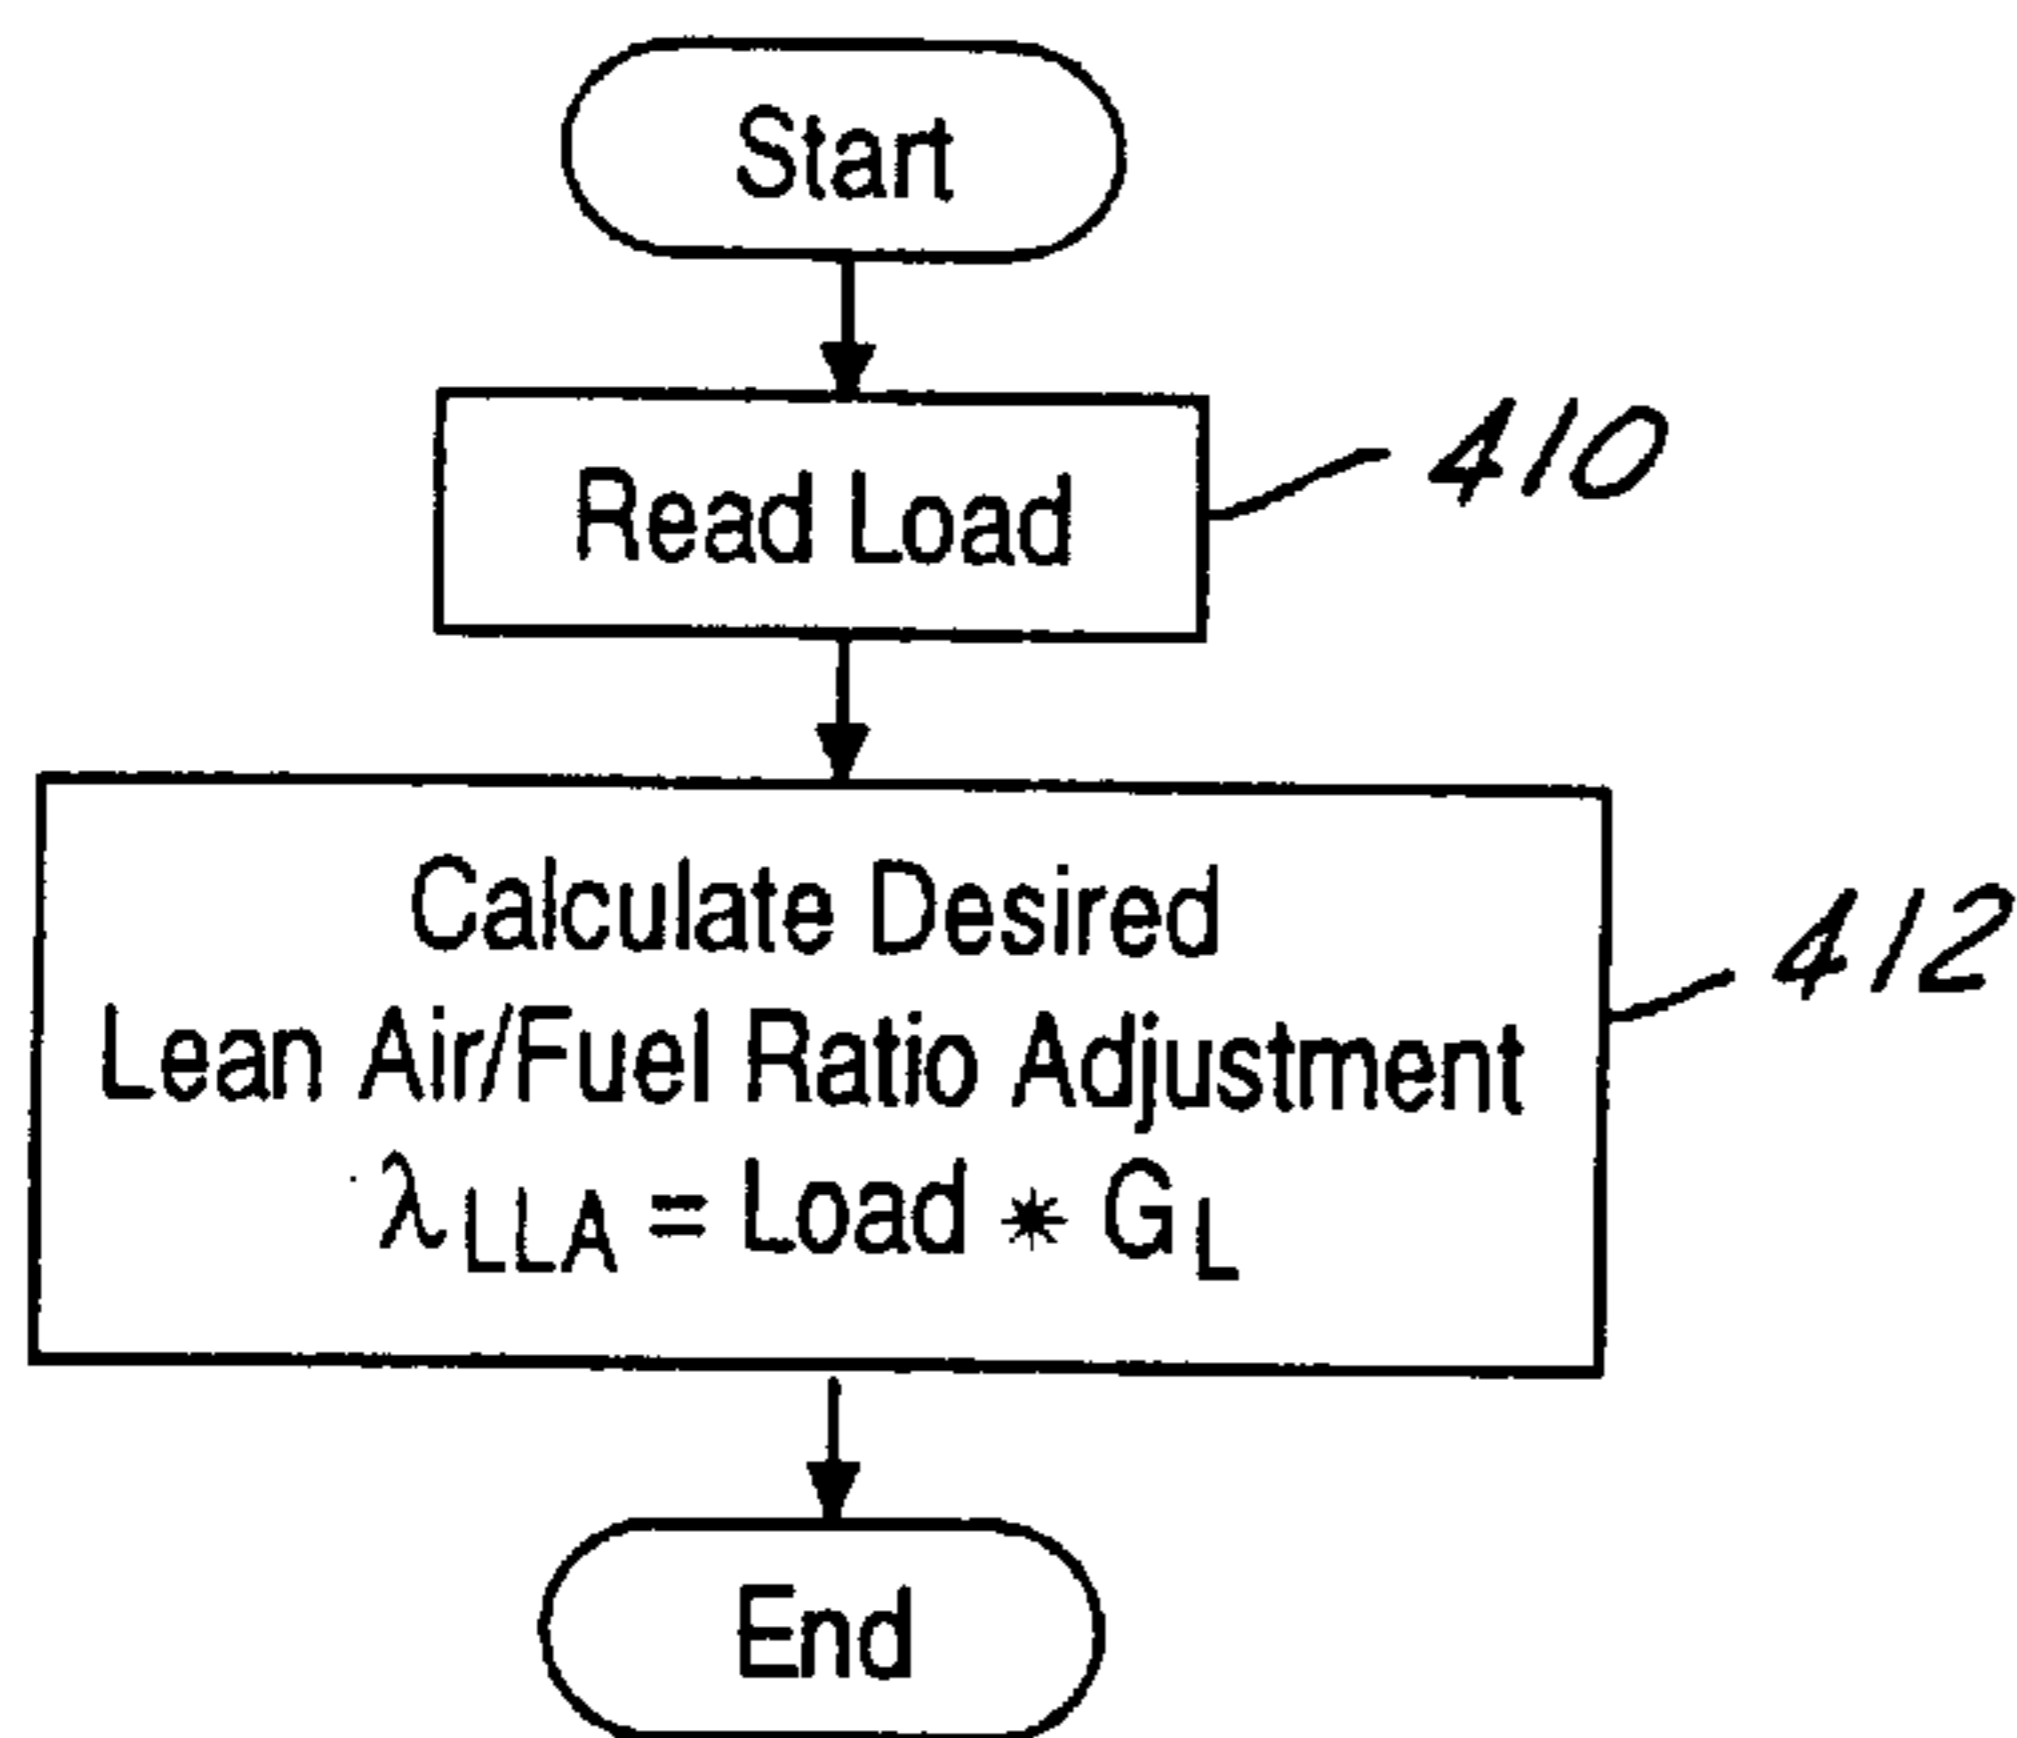 Start
Read Load
410
Calculate Desired
Lean Air/Fuel Ratio Adjustment
λLLA = Load * GL
412
End